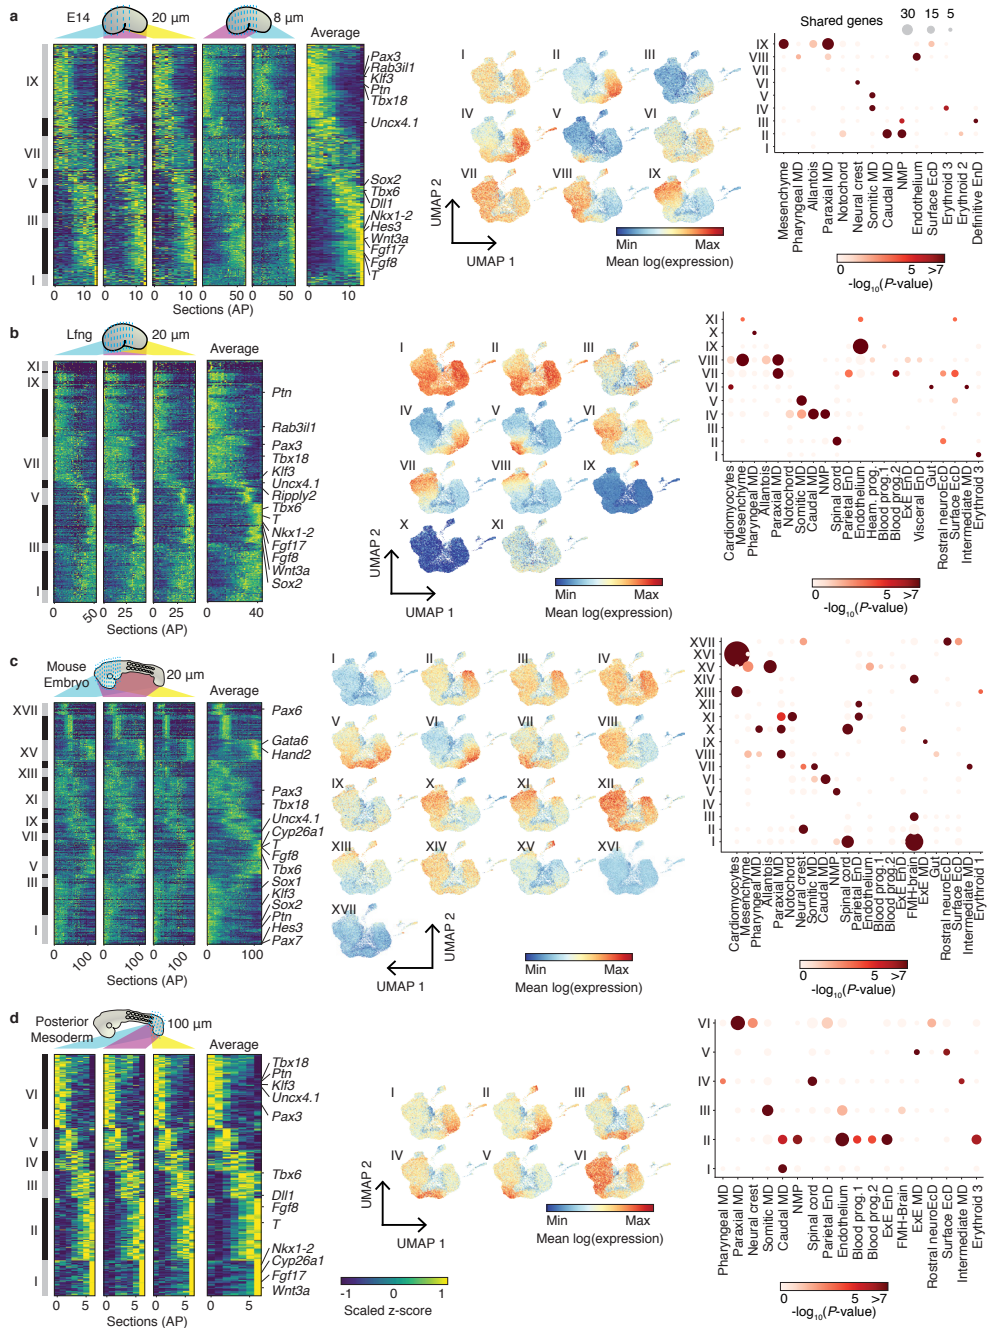 a
E14
20 µm
8 µm
Average
IX
VII
V
III
I
Pax3
Rab3il1
Klf3
Ptn
Tbx18
Uncx4.1
Sox2
Tbx6
Dll1
Nkx1-2
Hes3
Wnt3a
Fgf17
Fgf8
T
0 10 0 10 0 10 0 50 0 50 0 10
Sections (AP)
I II III
IV V VI
VII VIII IX
UMAP 2
UMAP 1
Min Max
Mean log(expression)
Shared genes
30 15 5
IX
VIII
VII
VI
V
IV
III
II
I
Mesenchyme
Pharyngeal MD
Allantois
Paraxial MD
Notochord
Neural crest
Somitic MD
Caudal MD
NMP
Endothelium
Surface EcD
Erythroid 3
Erythroid 2
Definitive EnD
0 5 >7
-log10(P-value)
b
Lfng
20 µm
Average
XI
IX
VII
V
III
I
Ptn
Rab3il1
Pax3
Tbx18
Klf3
Uncx4.1
Ripply2
Tbx6
T
Nkx1-2
Fgf17
Fgf8
Wnt3a
Sox2
0 50 0 25 0 25 0 40
Sections (AP)
I II III
IV V VI
VII VIII IX
X XI
UMAP 2
UMAP 1
Min Max
Mean log(expression)
XI
X
IX
VIII
VII
VI
V
IV
III
II
I
Cardiomyocytes
Mesenchyme
Pharyngeal MD
Allantois
Paraxial MD
Notochord
Somitic MD
Caudal MD
NMP
Spinal cord
Parietal EnD
Endothelium
Hearn. prog.
Blood prog.1
Blood prog.2
ExE EnD
Visceral EnD
Gut
Rostral neuroEcD
Surface EcD
Intermediate MD
Erythroid 3
0 5 >7
-log10(P-value)
c
Mouse
Embryo
20 µm
Average
XVII
XV
XIII
XI
IX
VII
V
III
I
Pax6
Gata6
Hand2
Pax3
Tbx18
Uncx4.1
Cyp26a1
T
Fgf8
Tbx6
Sox1
Klf3
Sox2
Ptn
Hes3
Pax7
0 100 0 100 0 100 0 100
Sections (AP)
I II III IV
V VI VII VIII
IX X XI XII
XIII XIV XV XVI
XVII
UMAP 2
UMAP 1
Min Max
Mean log(expression)
XVII
XVI
XV
XIV
XIII
XII
XI
X
IX
VIII
VII
VI
V
IV
III
II
I
Cardiomyocytes
Mesenchyme
Pharyngeal MD
Allantois
Paraxial MD
Notochord
Neural crest
Somitic MD
Caudal MD
NMP
Spinal cord
Parietal EnD
Endothelium
Blood prog.1
Blood prog.2
ExE EnD
FMH-brain
ExE MD
Gut
Rostral neuroEcD
Surface EcD
Intermediate MD
Erythroid 1
0 5 >7
-log10(P-value)
d
Posterior
Mesoderm
100 µm
Average
VI
V
IV
III
II
I
Tbx18
Ptn
Klf3
Uncx4.1
Pax3
Tbx6
Dll1
Fgf8
T
Nkx1-2
Cyp26a1
Fgf17
Wnt3a
0 5 0 5 0 5 0 5
Sections (AP)
-1 1
Scaled z-score
I II III
IV V VI
UMAP 2
UMAP 1
Min Max
Mean log(expression)
VI
V
IV
III
II
I
Pharyngeal MD
Paraxial MD
Neural crest
Somitic MD
Caudal MD
NMP
Spinal cord
Parietal EnD
Endothelium
Blood prog.1
Blood prog.2
ExE EnD
FMH-Brain
ExE MD
Rostral neuroEcD
Surface EcD
Intermediate MD
Erythroid 3
0 5 >7
-log10(P-value)